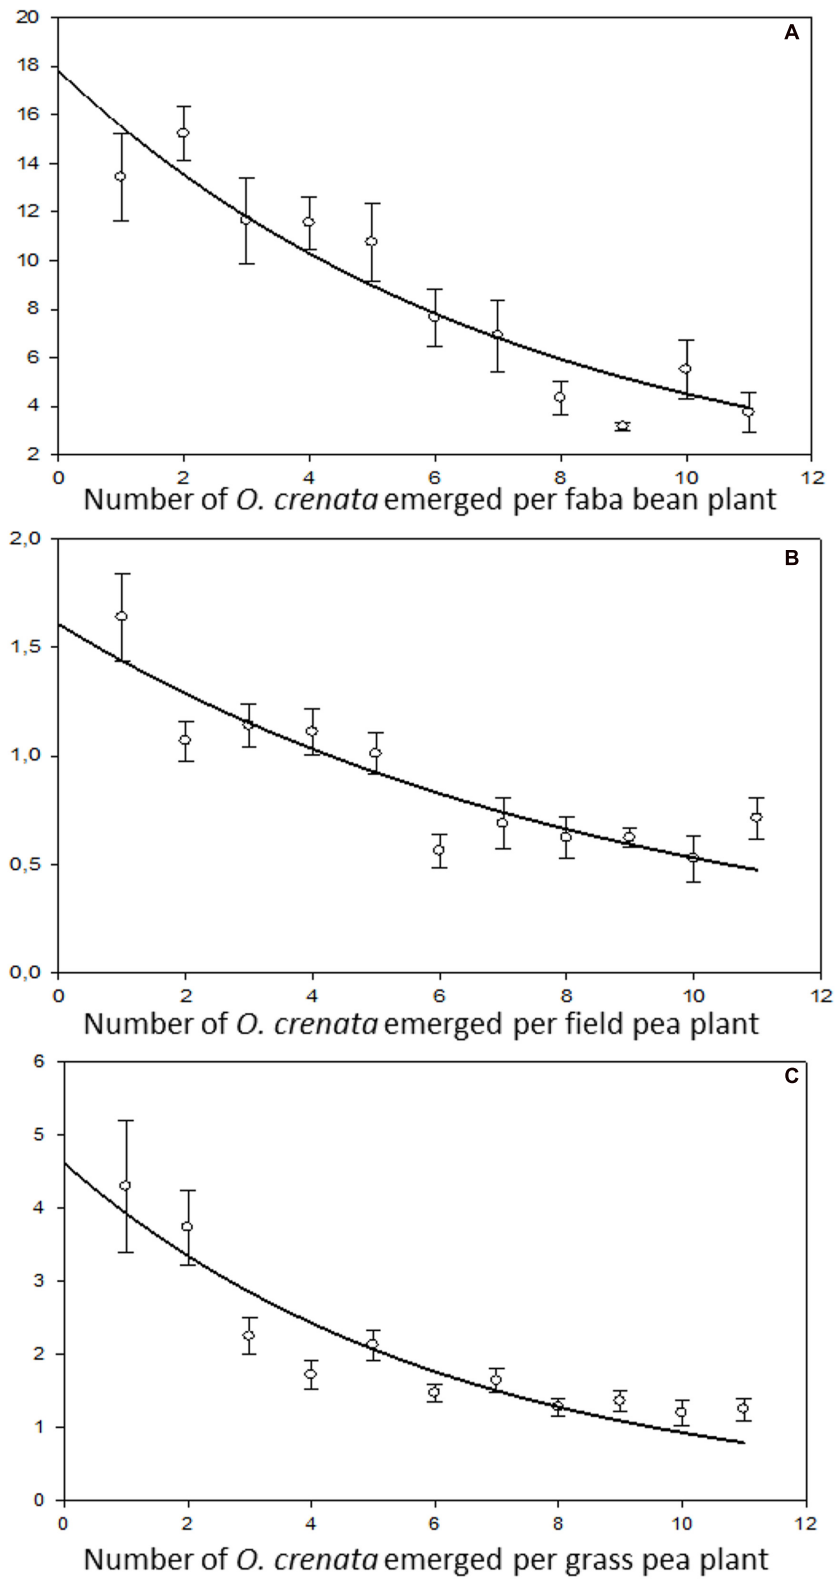 A
20
18
16
14
12
10
8
6
4
2
0 2 4 6 8 10 12
Number of O. crenata emerged per faba bean plant
B
2,0
1,5
1,0
0,5
0,0
0 2 4 6 8 10 12
Number of O. crenata emerged per field pea plant
C
6
5
4
3
2
1
0
0 2 4 6 8 10 12
Number of O. crenata emerged per grass pea plant